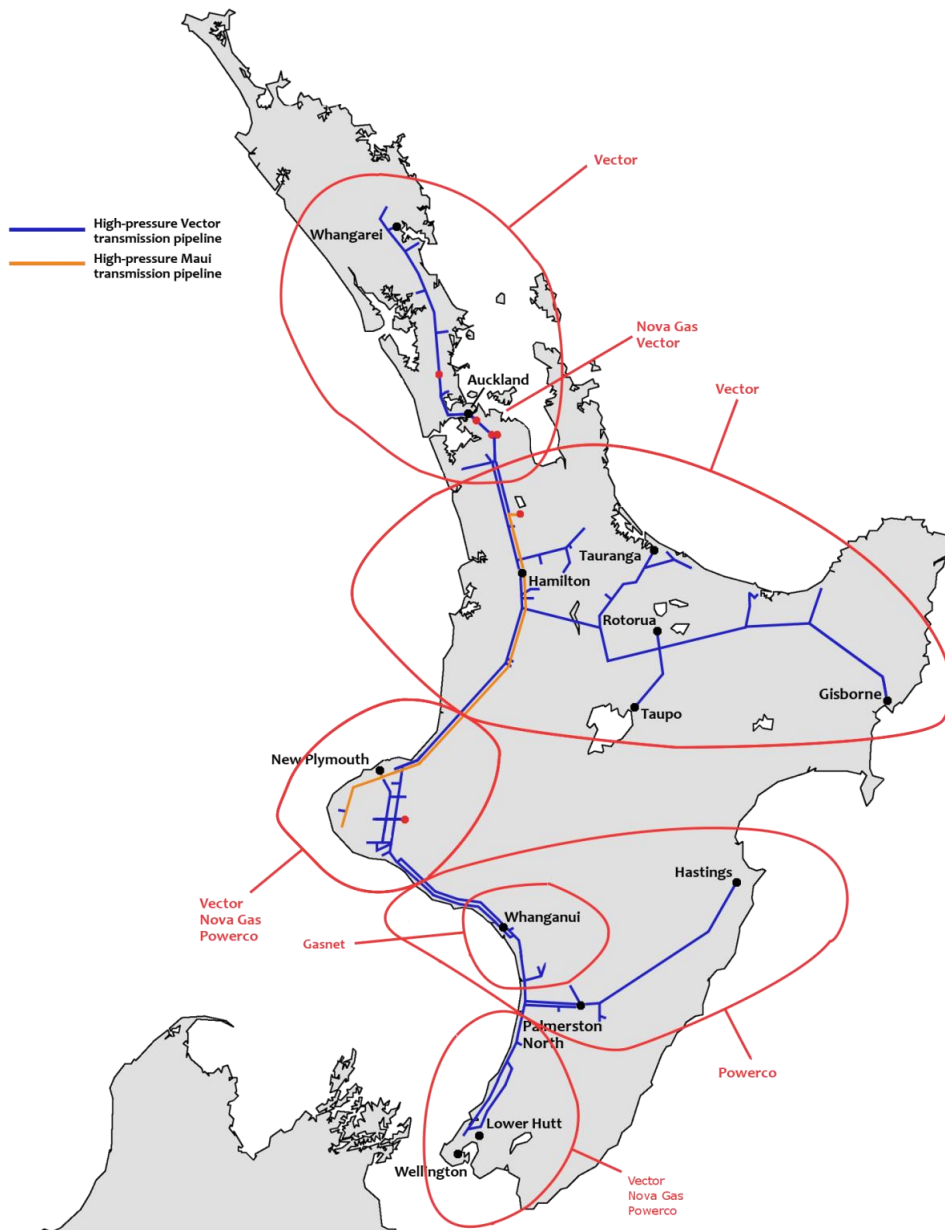 Vector
High-pressure Vector
transmission pipeline
High-pressure Maui
transmission pipeline
Whangarei
Nova Gas
Vector
Auckland
Vector
Tauranga
Hamilton
Rotorua
Gisborne
Taupo
New Plymouth
Hastings
Vector
Nova Gas
Powerco
Whanganui
Gasnet
Palmerston
North
Powerco
Lower Hutt
Wellington
Vector
Nova Gas
Powerco